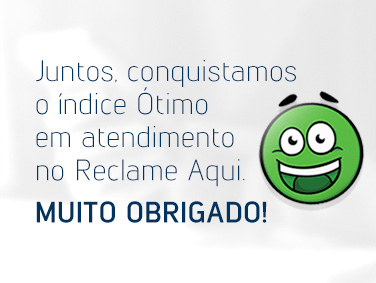 Juntos, conquistamos
o índice Ótimo
em atendimento
no Reclame Aqui.
MUITO OBRIGADO!